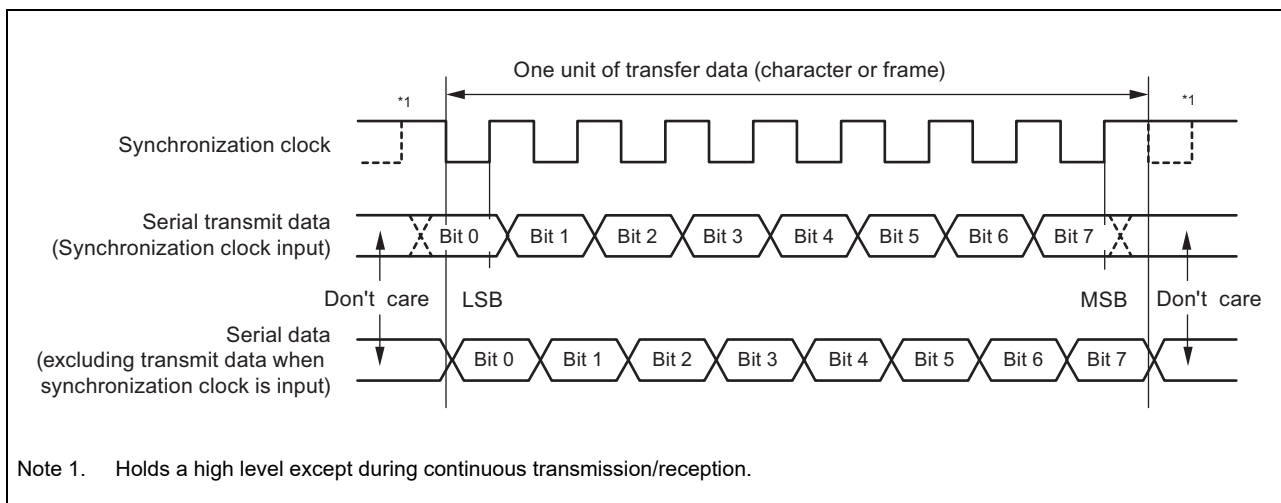 One unit of transfer data (character or frame)
*1
*1
Synchronization clock
Serial transmit data
(Synchronization clock input)
Bit 0 Bit 1 Bit 2 Bit 3 Bit 4 Bit 5 Bit 6 Bit 7
Don't care LSB MSB Don't care
Serial data
(excluding transmit data when
synchronization clock is input)
Bit 0 Bit 1 Bit 2 Bit 3 Bit 4 Bit 5 Bit 6 Bit 7
Note 1. Holds a high level except during continuous transmission/reception.